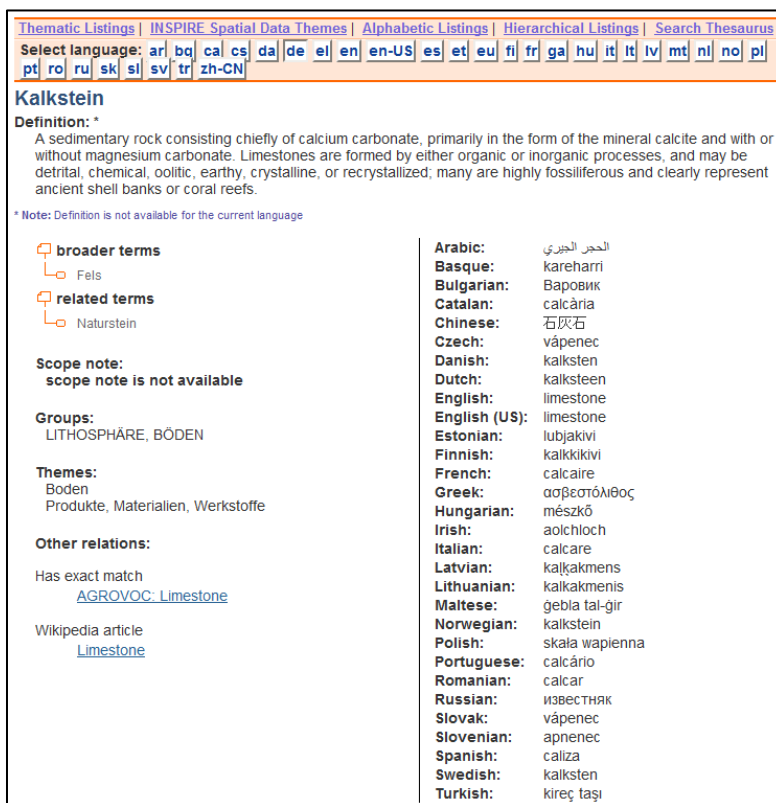 Thematic Listings | INSPIRE Spatial Data Themes | Alphabetic Listings | Hierarchical Listings | Search Thesaurus
Select language: ar bg ca cs da de el en en-US es et eu fi fr ga hu it lt lv mt nl no pl
pt ro ru sk sl sv tr zh-CN
Kalkstein
Definition: *
A sedimentary rock consisting chiefly of calcium carbonate, primarily in the form of the mineral calcite and with or
without magnesium carbonate. Limestones are formed by either organic or inorganic processes, and may be
detrital, chemical, oolitic, earthy, crystalline, or recrystallized; many are highly fossiliferous and clearly represent
ancient shell banks or coral reefs.
* Note: Definition is not available for the current language
broader terms
Fels
related terms
Naturstein
Scope note:
scope note is not available
Groups:
LITHOSPHÄRE, BÖDEN
Themes:
Boden
Produkte, Materialien, Werkstoffe
Other relations:
Has exact match
AGROVOC: Limestone
Wikipedia article
Limestone
Arabic: الحجر الجيري
Basque: kareharri
Bulgarian: Варовик
Catalan: calcària
Chinese: 石灰石
Czech: vápenec
Danish: kalksten
Dutch: kalksteen
English: limestone
English (US): limestone
Estonian: lubjakivi
Finnish: kalkkikivi
French: calcaire
Greek: ασβεστόλιθος
Hungarian: mészkő
Irish: aolchloch
Italian: calcare
Latvian: kaļķakmens
Lithuanian: kalkakmenis
Maltese: ġebla tal-ġir
Norwegian: kalkstein
Polish: skała wapienna
Portuguese: calcário
Romanian: calcar
Russian: известняк
Slovak: vápenec
Slovenian: apnenec
Spanish: caliza
Swedish: kalksten
Turkish: kireç taşı